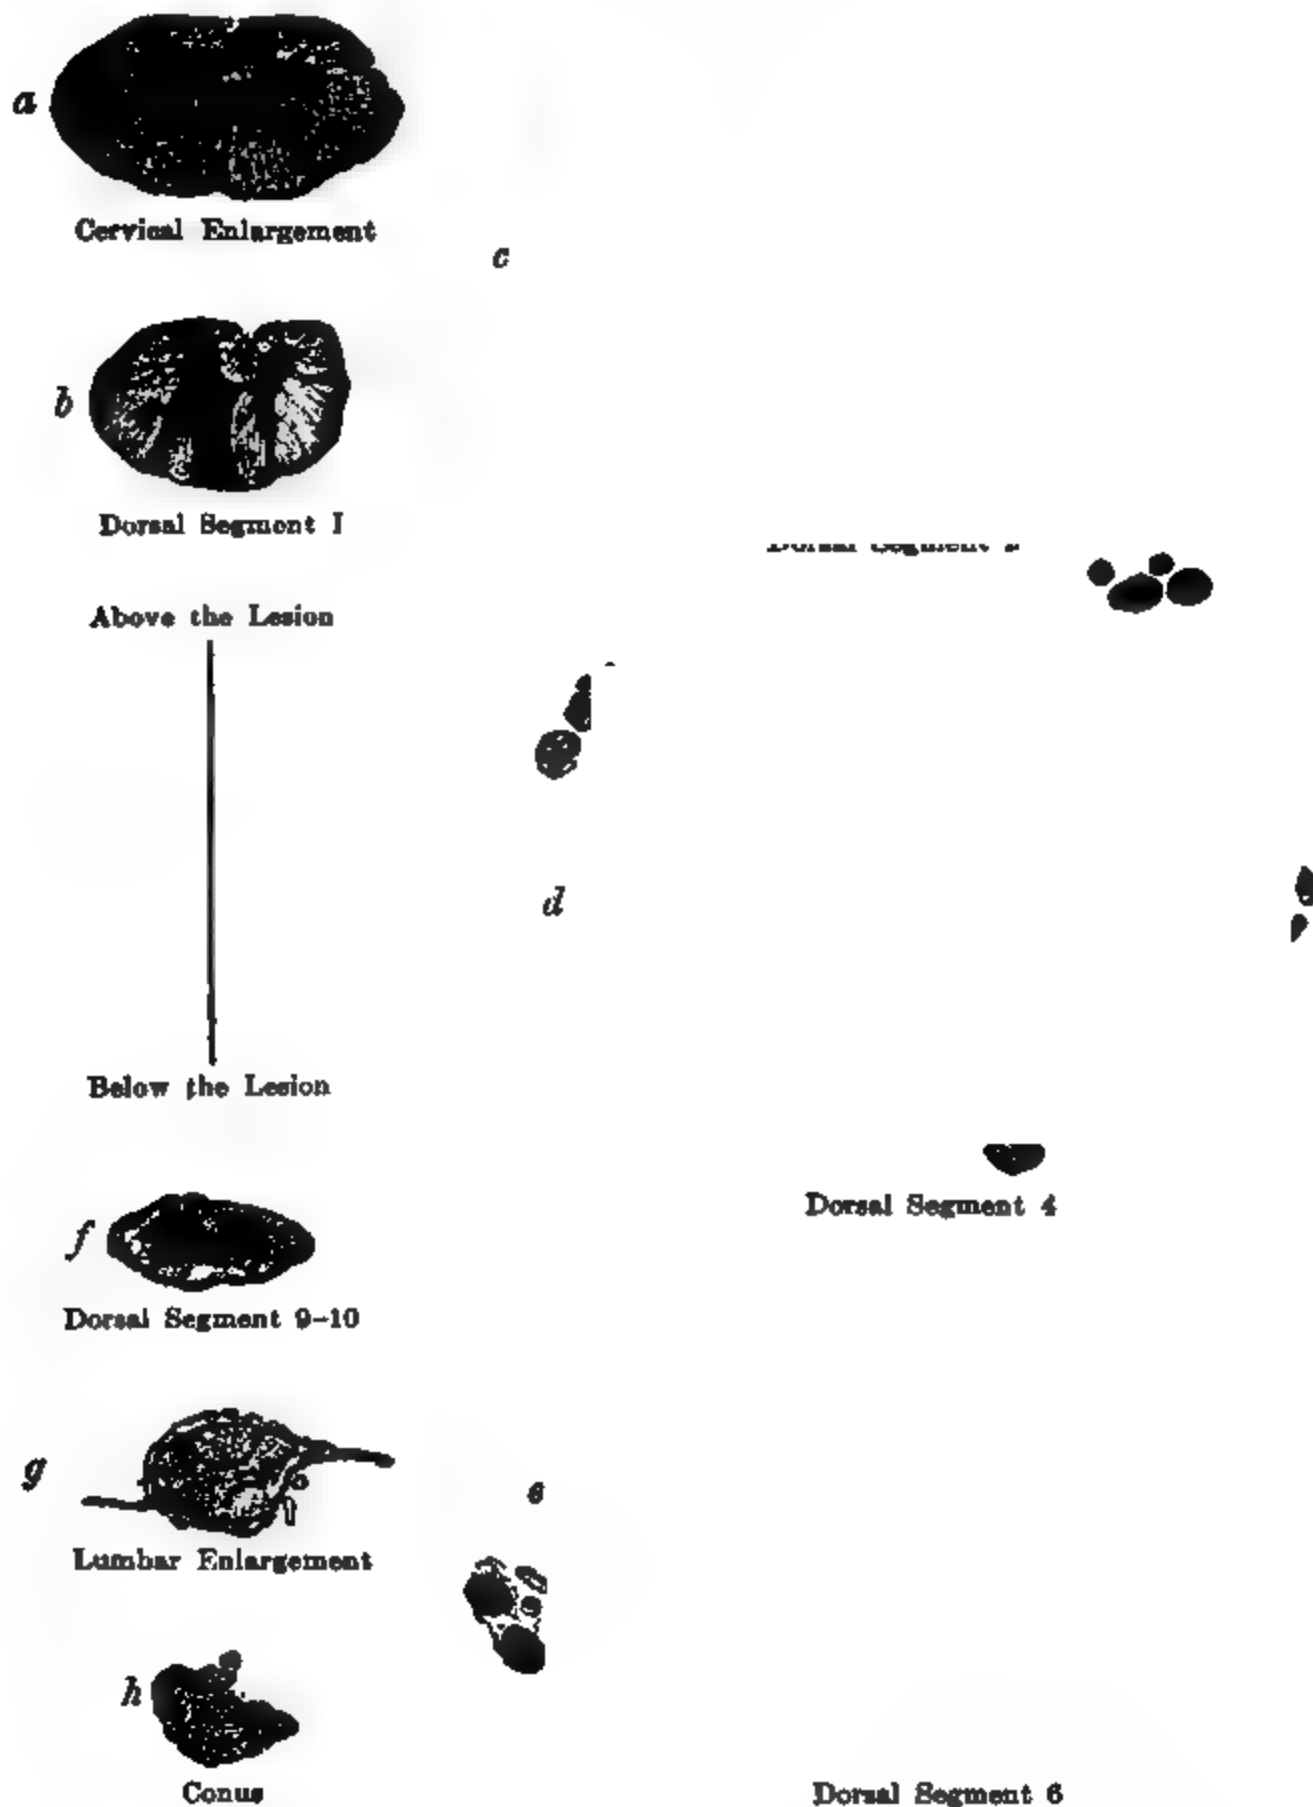 a
Cervical Enlargement
c
b
Dorsal Segment I
Above the Lesion
d
Below the Lesion
Dorsal Segment 4
f
Dorsal Segment 9-10
g
e
Lumbar Enlargement
h
Conus
Dorsal Segment 6